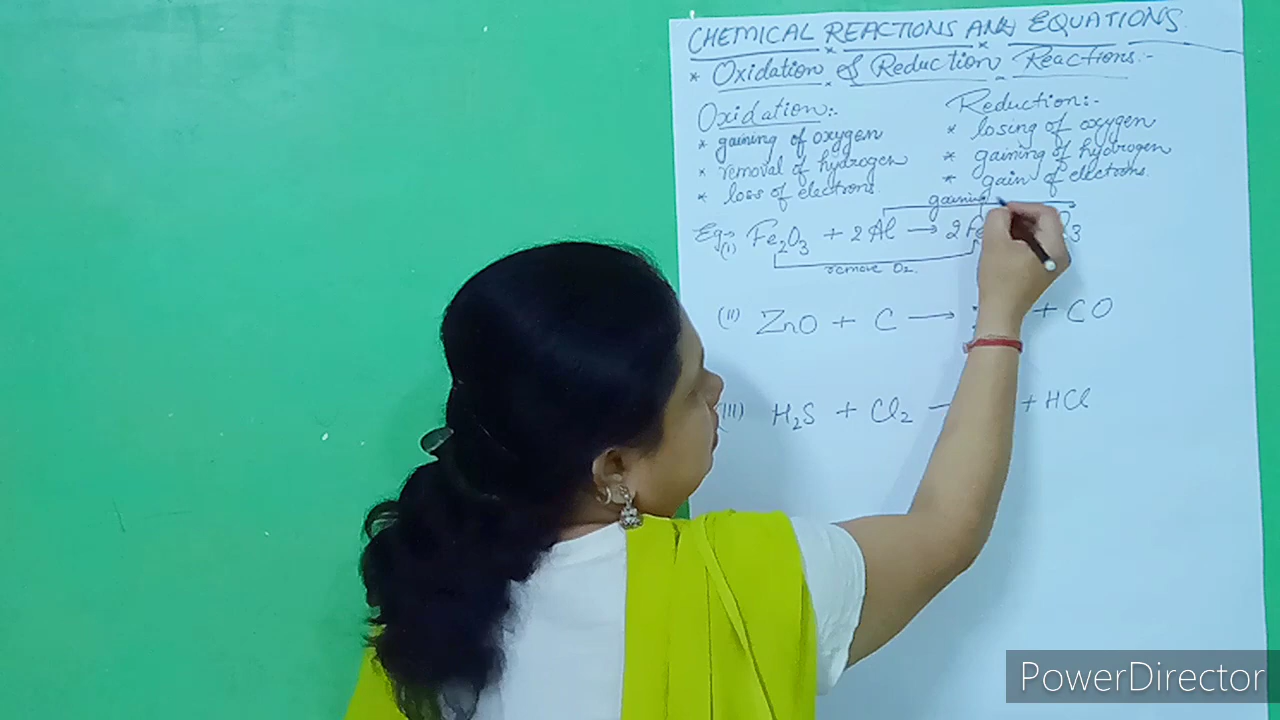 CHEMICAL REACTIONS AND EQUATIONS
* Oxidation & Reduction Reactions:-
Oxidation:-
* gaining of oxygen
* removal of hydrogen
* loss of electrons
Reduction:-
* losing of oxygen
* gaining of hydrogen
* gain of electrons.
gaining
Eg:- (i) Fe2O3 + 2Al → 2Fe
remove O2.
(ii) ZnO + C → + CO
(iii) H2S + Cl2 + HCl
PowerDirector